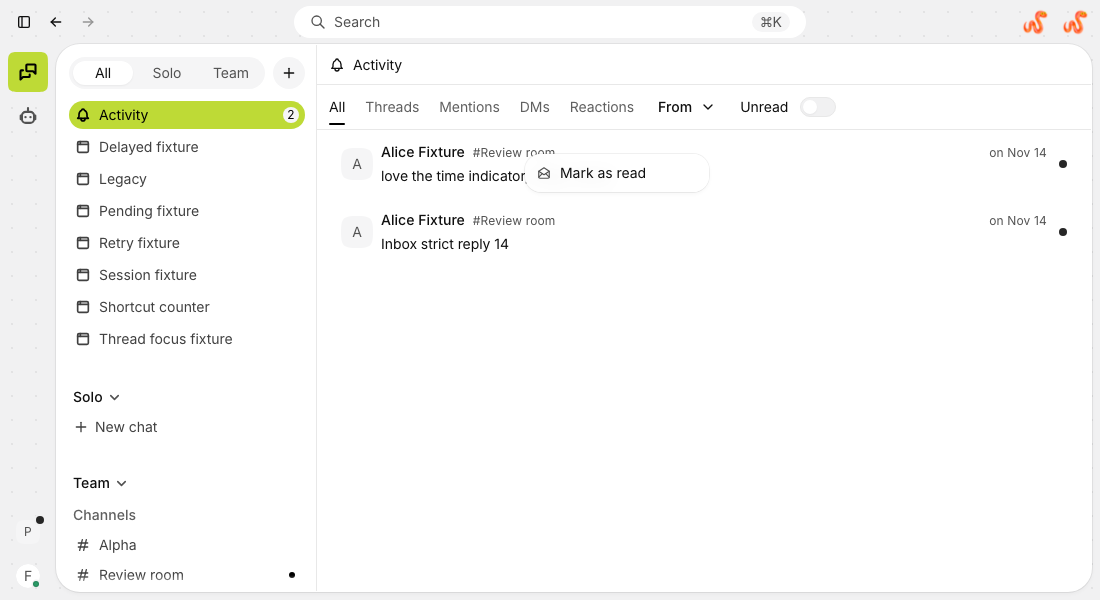 Search
⌘K
All
Solo
Team
Activity
2
Delayed fixture
Legacy
Pending fixture
Retry fixture
Session fixture
Shortcut counter
Thread focus fixture
Solo
New chat
Team
Channels
# Alpha
# Review room
P
F
Activity
All
Threads
Mentions
DMs
Reactions
From
Unread
A
Alice Fixture #Review room
on Nov 14
love the time indicator
Mark as read
A
Alice Fixture #Review room
on Nov 14
Inbox strict reply 14